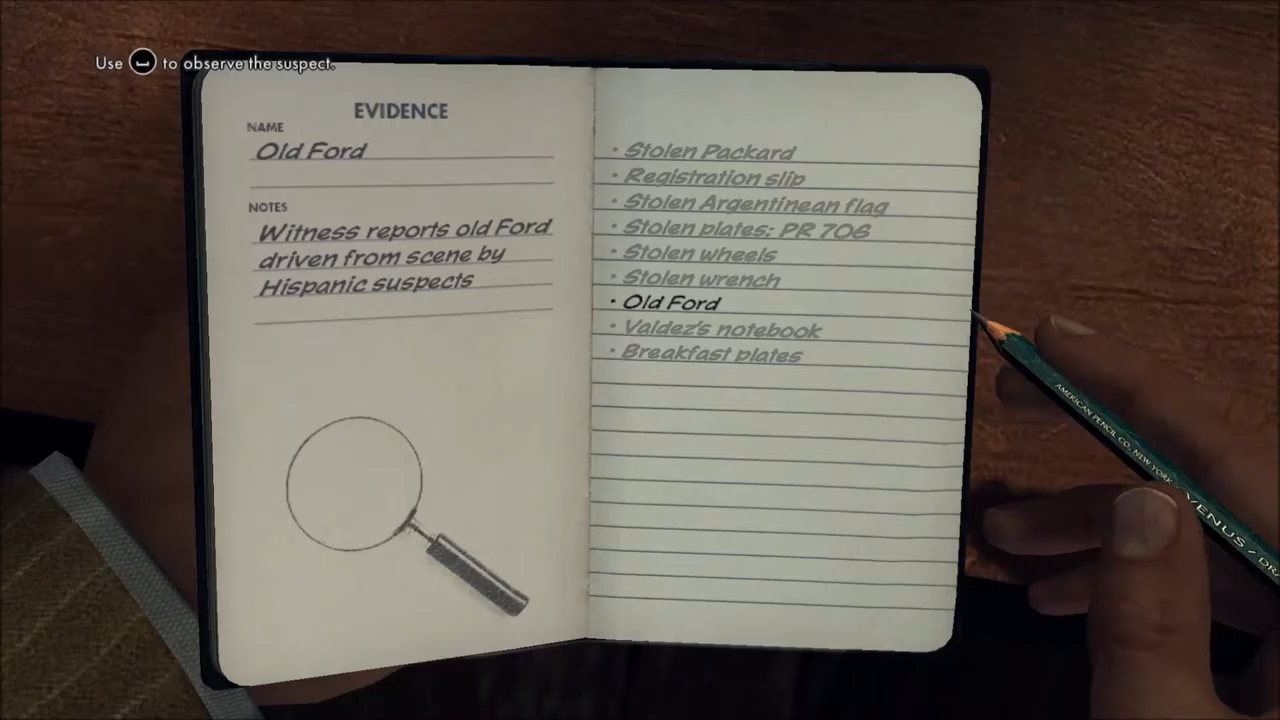 Use to observe the suspect.
EVIDENCE
NAME
Old Ford
NOTES
Witness reports old Ford
driven from scene by
Hispanic suspects
• Stolen Packard
• Registration slip
• Stolen Argentinean flag
• Stolen plates: PR 706
• Stolen wheels
• Stolen wrench
• Old Ford
• Valdez's notebook
• Breakfast plates
AMERICAN PENCIL CO. NEW YORK
VENUS / DRA